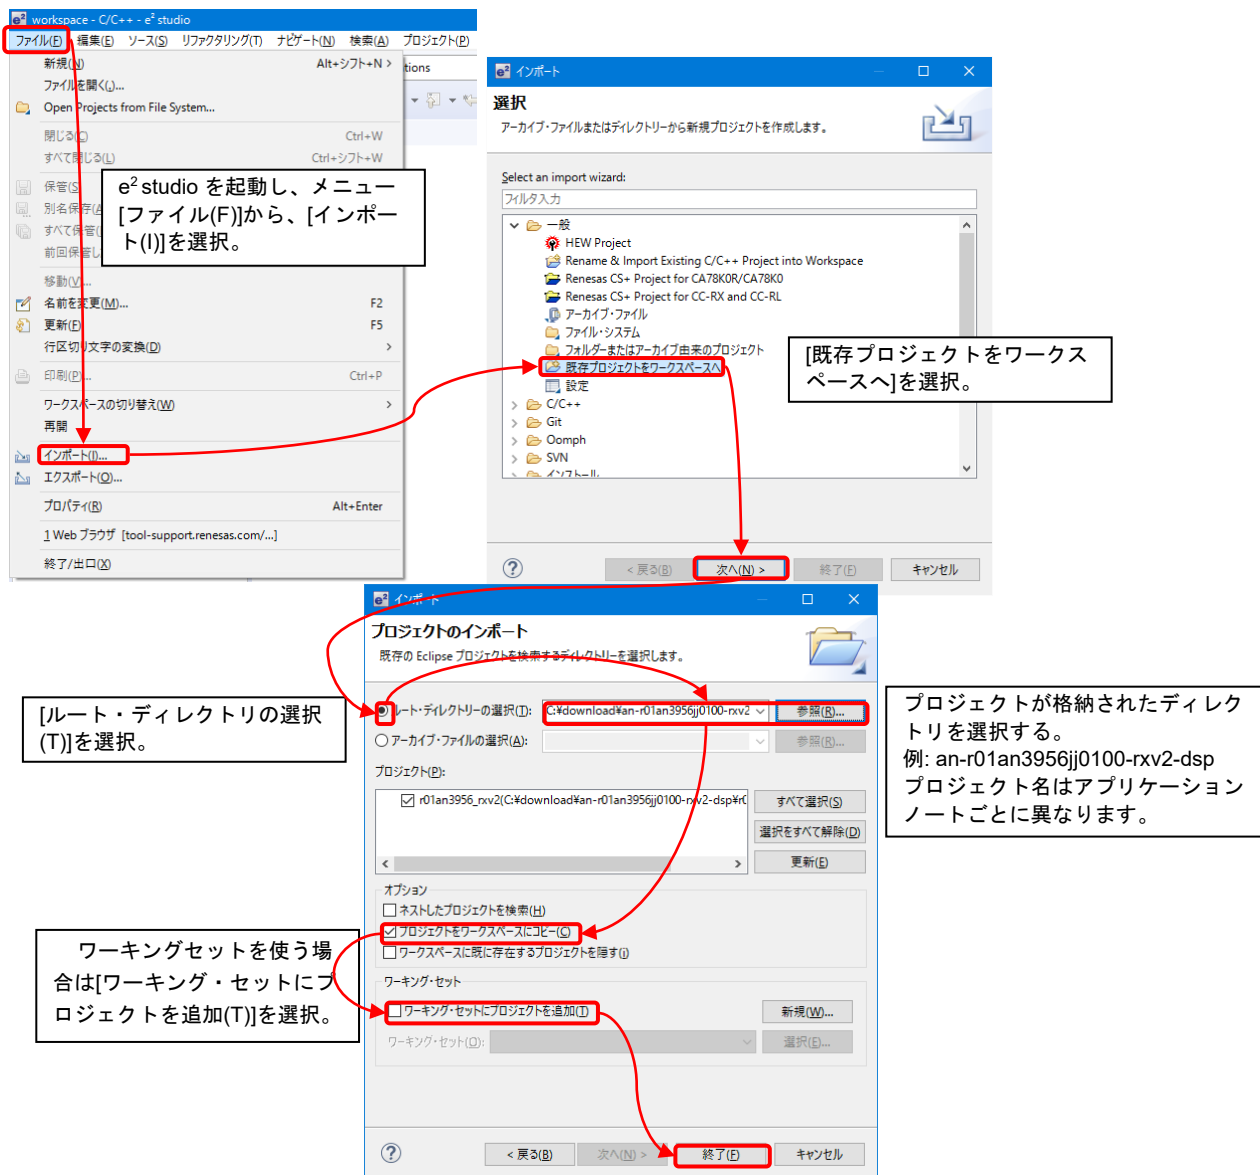 workspace - C/C++ - e² studio
ファイル(F) 編集(E) ソース(S) リファクタリング(T) ナビゲート(N) 検索(A) プロジェクト(P)
新規(N) Alt+シフト+N >
ファイルを開く(.)...
Open Projects from File System...
閉じる(C) Ctrl+W
すべて閉じる(L) Ctrl+シフト+W
保管(S)
別名保存(A
すべて保管(
前回保管し
移動(V)...
名前を変更(M)... F2
更新(F) F5
行区切り文字の変換(D) >
印刷(P)... Ctrl+P
ワークスペースの切り替え(W) >
再開
インポート(I)...
エクスポート(O)...
プロパティ(R) Alt+Enter
1 Web ブラウザ [tool-support.renesas.com/...]
終了/出口(X)
tions
e² studio を起動し、メニュー
[ファイル(F)]から、[インポー
ト(I)]を選択。
e² インポート
選択
アーカイブ・ファイルまたはディレクトリーから新規プロジェクトを作成します。
Select an import wizard:
フィルタ入力
一般
HEW Project
Rename & Import Existing C/C++ Project into Workspace
Renesas CS+ Project for CA78K0R/CA78K0
Renesas CS+ Project for CC-RX and CC-RL
アーカイブ・ファイル
ファイル・システム
フォルダーまたはアーカイブ由来のプロジェクト
既存プロジェクトをワークスペースへ
設定
C/C++
Git
Oomph
SVN
インストール
< 戻る(B) 次へ(N) > 終了(F) キャンセル
[既存プロジェクトをワークス
ペースへ]を選択。
e² インポート
プロジェクトのインポート
既存の Eclipse プロジェクトを検索するディレクトリーを選択します。
ルート・ディレクトリーの選択(T): C:¥download¥an-r01an3956jj0100-rxv2 参照(R)...
アーカイブ・ファイルの選択(A): 参照(R)...
プロジェクト(P):
r01an3956_rxv2(C:¥download¥an-r01an3956jj0100-rxv2-dsp¥r( すべて選択(S)
選択をすべて解除(D)
更新(E)
オプション
ネストしたプロジェクトを検索(H)
プロジェクトをワークスペースにコピー(C)
ワークスペースに既に存在するプロジェクトを隠す(i)
ワーキング・セット
ワーキング・セットにプロジェクトを追加(T) 新規(W)...
ワーキング・セット(O): 選択(E)...
< 戻る(B) 次へ(N) > 終了(F) キャンセル
[ルート・ディレクトリの選択
(T)]を選択。
プロジェクトが格納されたディレク
トリを選択する。
例: an-r01an3956jj0100-rxv2-dsp
プロジェクト名はアプリケーション
ノートごとに異なります。
ワーキングセットを使う場
合は[ワーキング・セットにプ
ロジェクトを追加(T)]を選択。